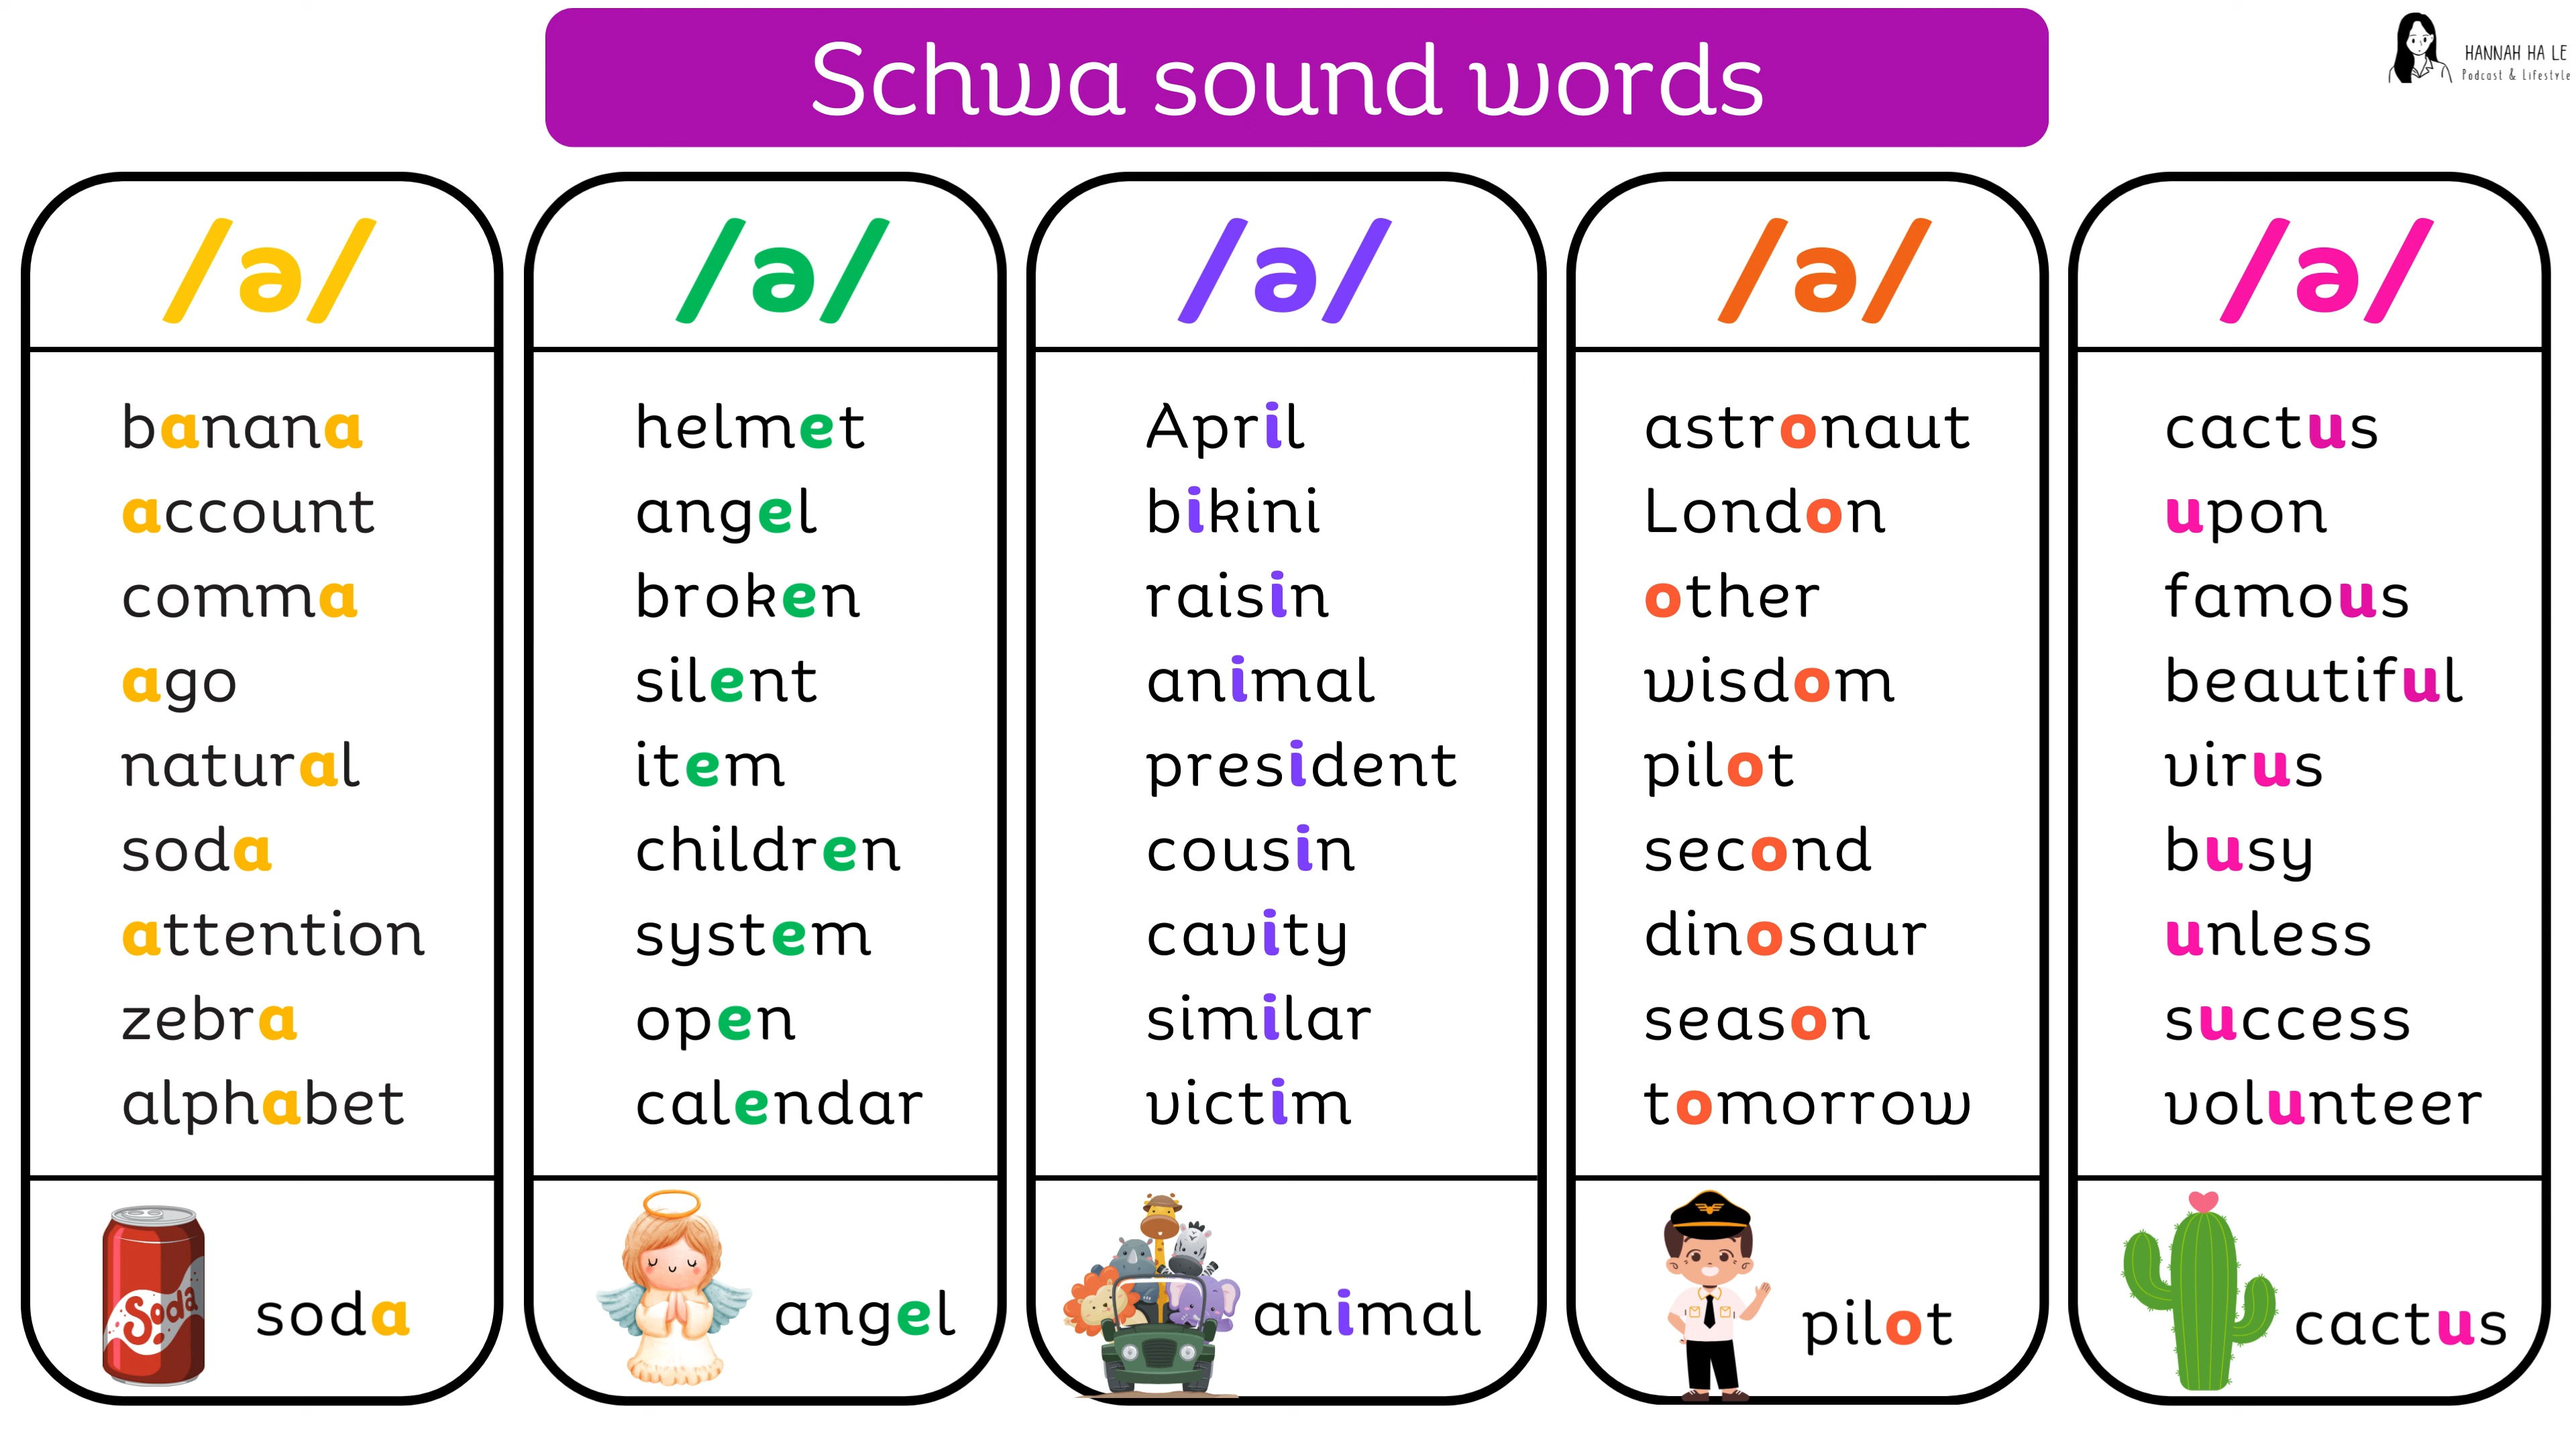 Schwa sound words
HANNAH HA LE
Podcast & Lifestyle
/ə/
banana
account
comma
ago
natural
soda
attention
zebra
alphabet
Soda
soda
/ə/
helmet
angel
broken
silent
item
children
system
open
calendar
angel
/ə/
April
bikini
raisin
animal
president
cousin
cavity
similar
victim
animal
/ə/
astronaut
London
other
wisdom
pilot
second
dinosaur
season
tomorrow
pilot
/ə/
cactus
upon
famous
beautiful
virus
busy
unless
success
volunteer
cactus